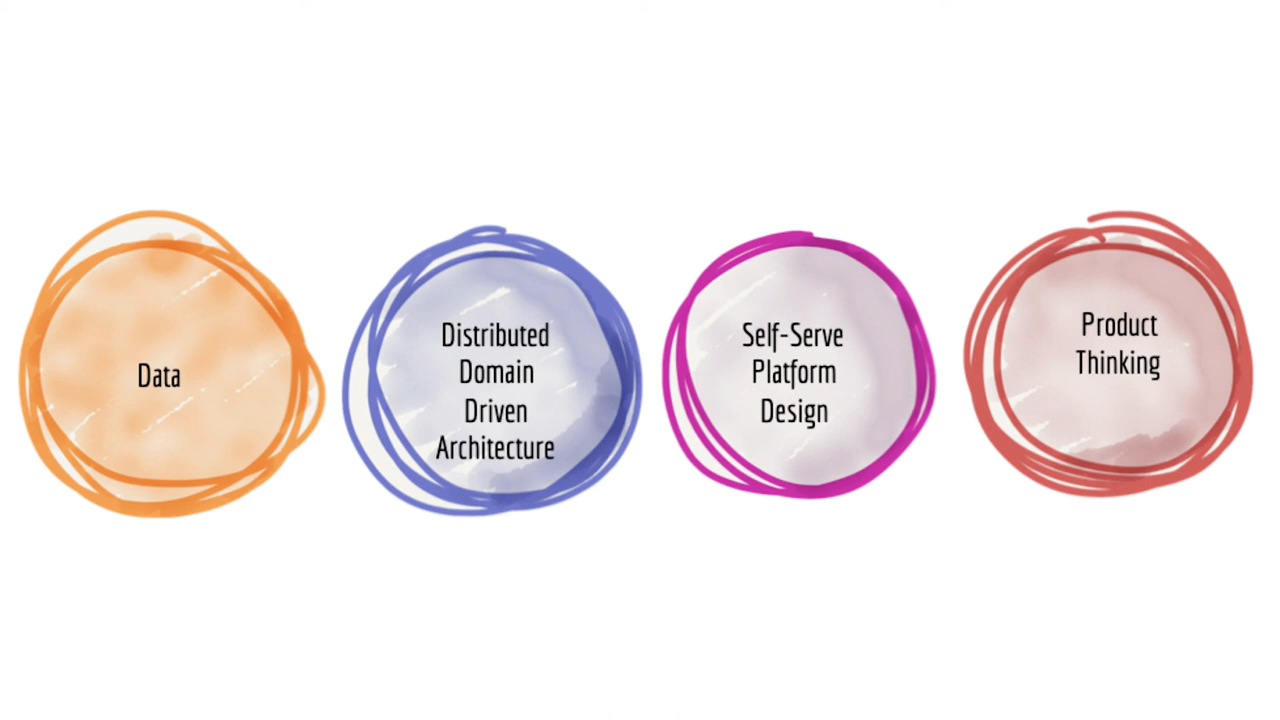 Data
Distributed
Domain
Driven
Architecture
Self-Serve
Platform
Design
Product
Thinking